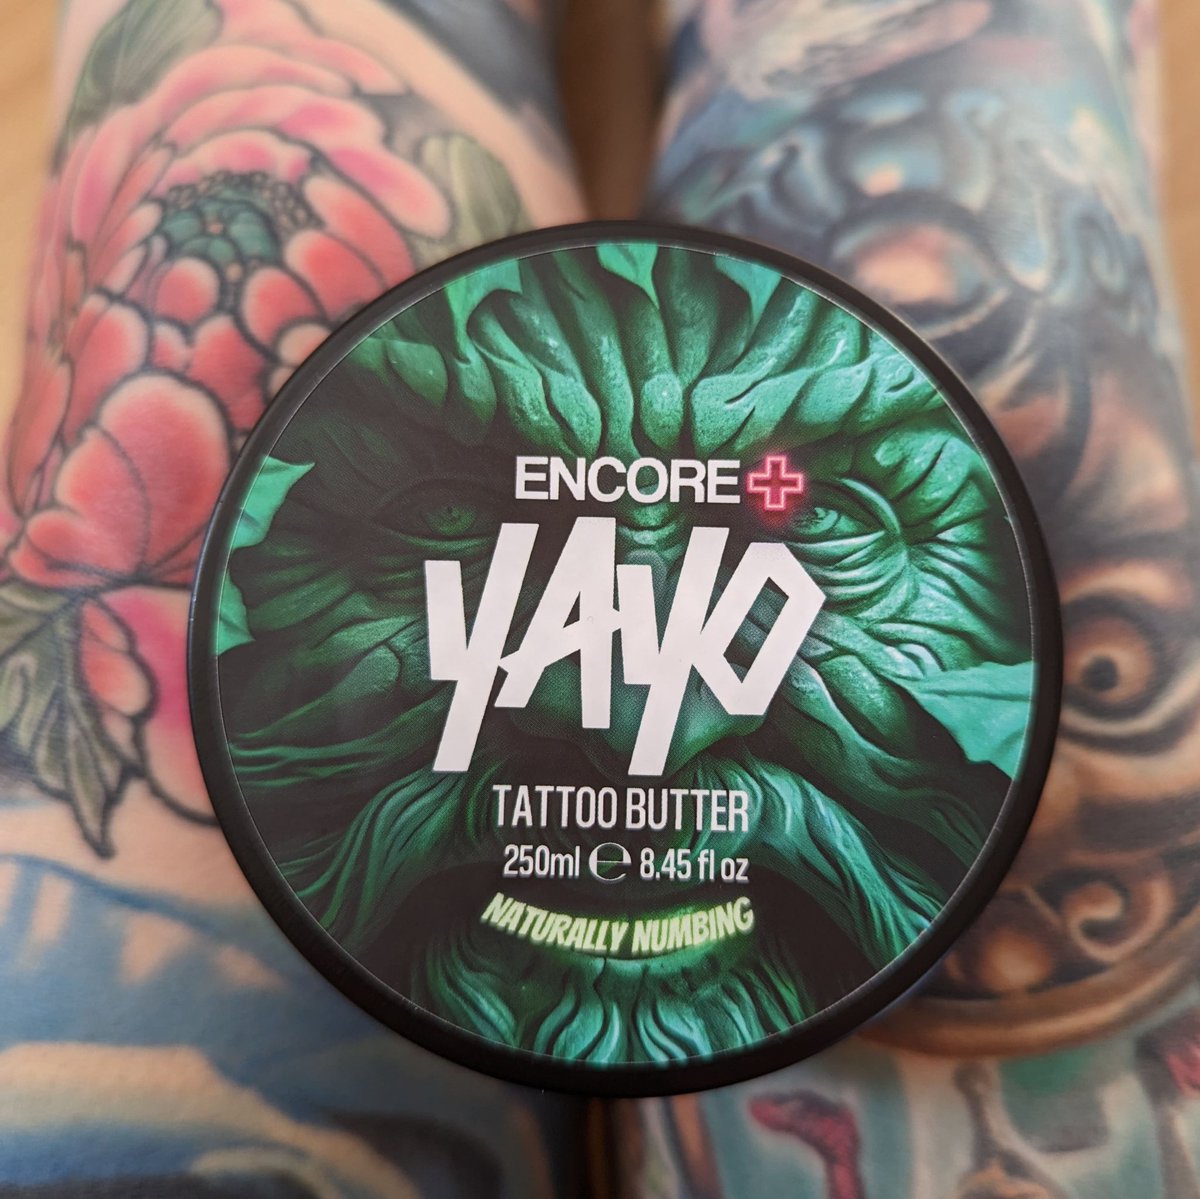 ENCORE
YAYO
TATTOO BUTTER
250ml ℮ 8.45 fl oz
NATURALLY NUMBING